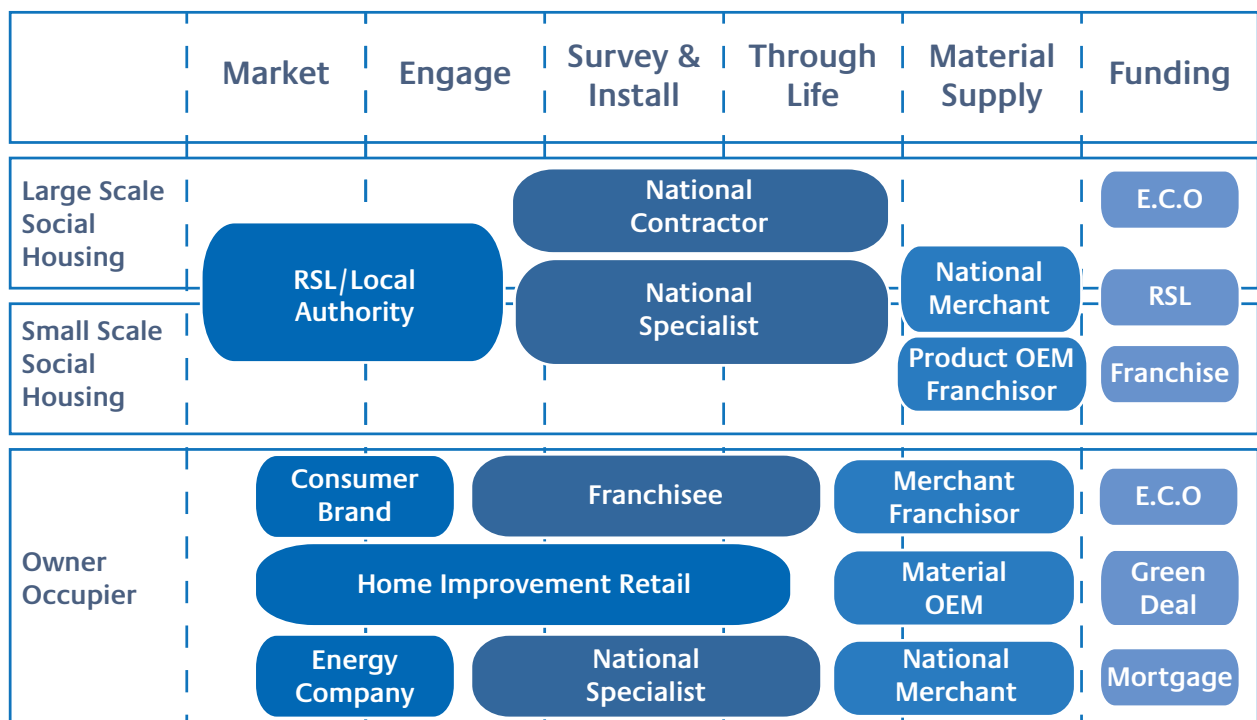 Market
Engage
Survey &
Install
Through
Life
Material
Supply
Funding
Large Scale
Social
Housing
RSL/Local
Authority
National
Contractor
National
Specialist
National
Merchant
E.C.O
RSL
Small Scale
Social
Housing
Product OEM
Franchisor
Franchise
Owner
Occupier
Consumer
Brand
Franchisee
Merchant
Franchisor
E.C.O
Home Improvement Retail
Material
OEM
Green
Deal
Energy
Company
National
Specialist
National
Merchant
Mortgage